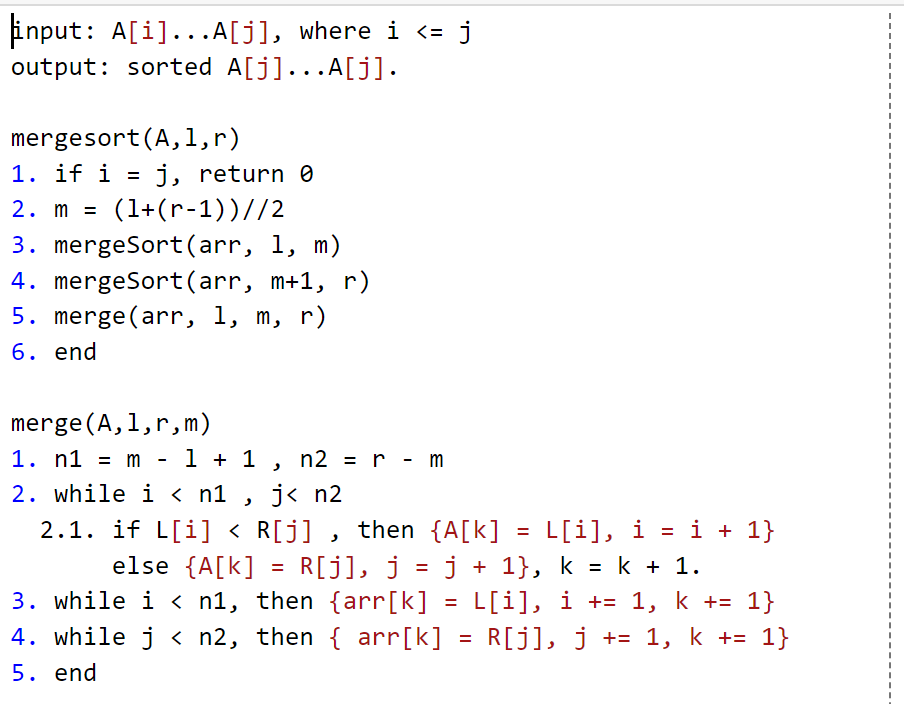 input: A[i]...A[j], where i <= j
output: sorted A[j]...A[j].
mergesort(A,l,r)
1. if i = j, return 0
2. m = (l+(r-1))//2
3. mergeSort(arr, l, m)
4. mergeSort(arr, m+1, r)
5. merge(arr, l, m, r)
6. end
merge(A,l,r,m)
1. n1 = m - l + 1 , n2 = r - m
2. while i < n1 , j< n2
2.1. if L[i] < R[j] , then {A[k] = L[i], i = i + 1}
else {A[k] = R[j], j = j + 1}, k = k + 1.
3. while i < n1, then {arr[k] = L[i], i += 1, k += 1}
4. while j < n2, then { arr[k] = R[j], j += 1, k += 1}
5. end